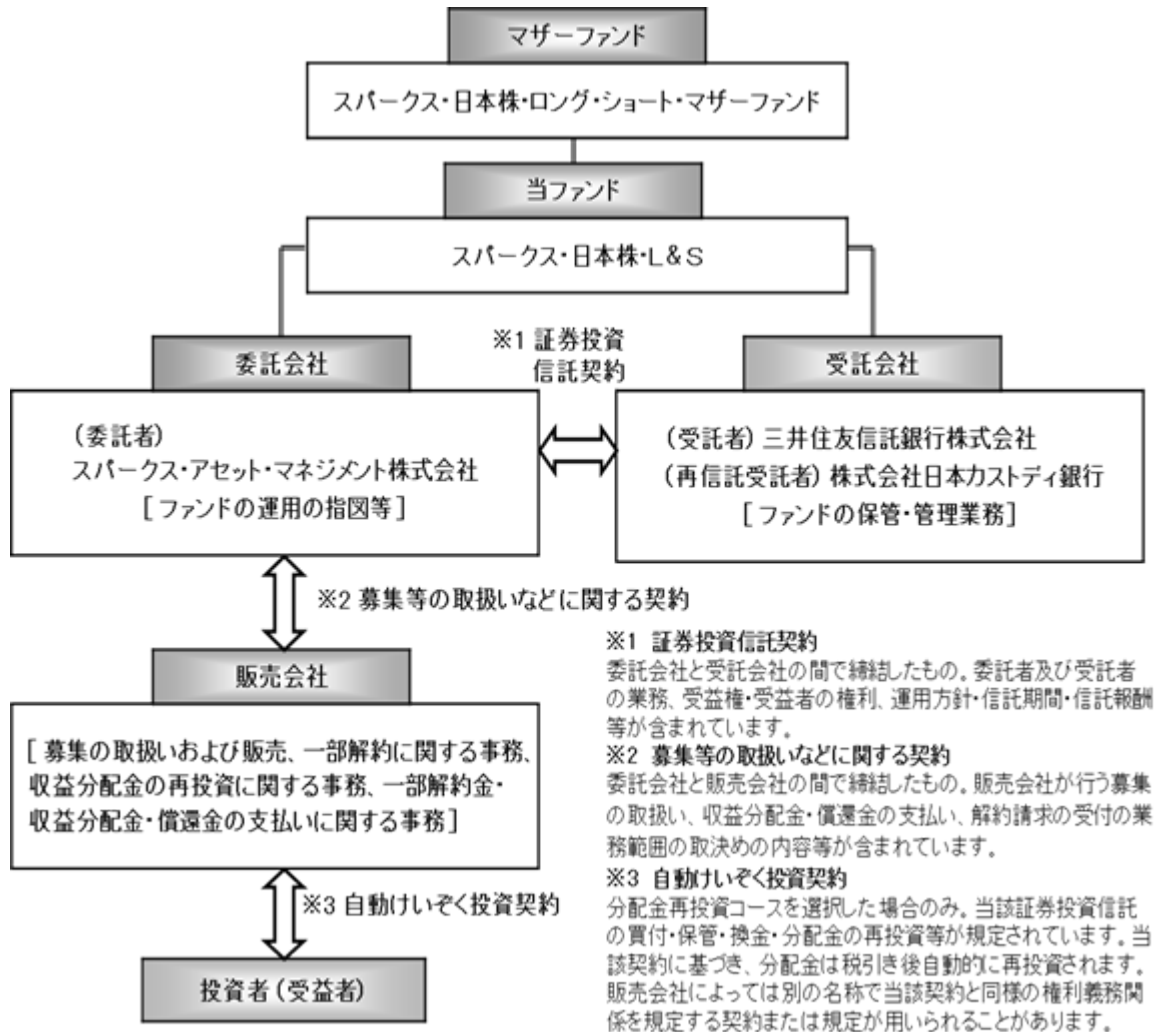 マザーファンド
スパークス・日本株・ロング・ショート・マザーファンド
当ファンド
スパークス・日本株・L&S
※1 証券投資
信託契約
委託会社
(委託者)
スパークス・アセット・マネジメント株式会社
[ファンドの運用の指図等]
受託会社
(受託者) 三井住友信託銀行株式会社
(再信託受託者) 株式会社日本カストディ銀行
[ファンドの保管・管理業務]
※2 募集等の取扱いなどに関する契約
販売会社
[ 募集の取扱いおよび販売、一部解約に関する事務、
収益分配金の再投資に関する事務、一部解約金・
収益分配金・償還金の支払いに関する事務]
※3 自動けいぞく投資契約
投資者(受益者)
※1 証券投資信託契約
委託会社と受託会社の間で締結したもの。委託者及び受託者
の業務、受益権・受益者の権利、運用方針・信託期間・信託報酬
等が含まれています。
※2 募集等の取扱いなどに関する契約
委託会社と販売会社の間で締結したもの。販売会社が行う募集
の取扱い、収益分配金・償還金の支払い、解約請求の受付の業
務範囲の取決めの内容等が含まれています。
※3 自動けいぞく投資契約
分配金再投資コースを選択した場合のみ。当該証券投資信託
の買付・保管・換金・分配金の再投資等が規定されています。当
該契約に基づき、分配金は税引き後自動的に再投資されます。
販売会社によっては別の名称で当該契約と同様の権利義務関
係を規定する契約または規定が用いられることがあります。